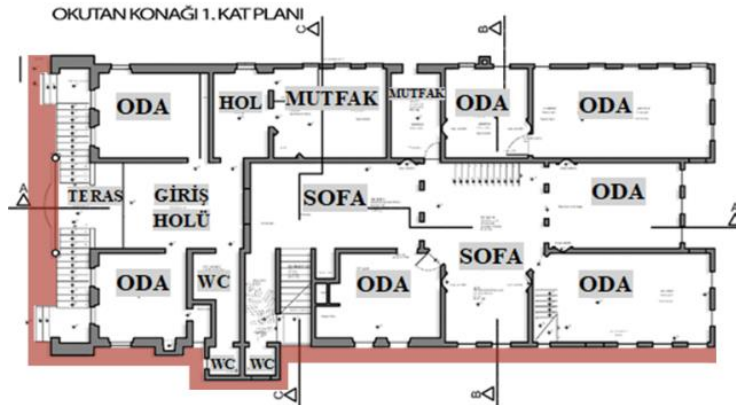 OKUTAN KONAĞI 1. KAT PLANI
C
B
ODA
HOL
MUTFAK
MUTFAK
ODA
ODA
A
TERAS
GİRİŞ
HOLÜ
SOFA
ODA
A
ODA
WC
ODA
SOFA
ODA
WC
WC
C
B